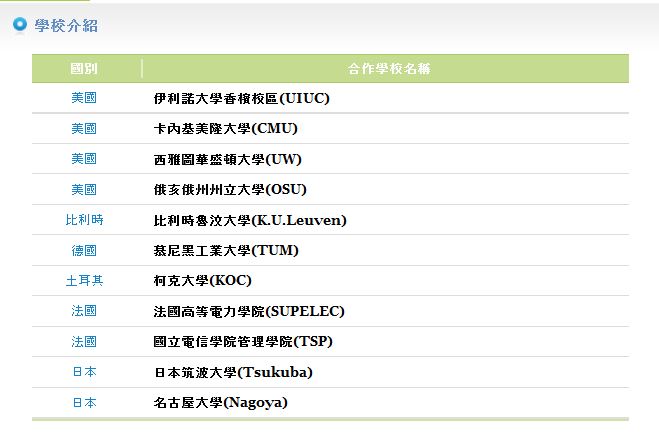 學校介紹
國別 合作學校名稱
美國 伊利諾大學香檳校區(UIUC)
美國 卡內基美隆大學(CMU)
美國 西雅圖華盛頓大學(UW)
美國 俄亥俄州州立大學(OSU)
比利時 比利時魯汶大學(K.U.Leuven)
德國 慕尼黑工業大學(TUM)
土耳其 柯克大學(KOC)
法國 法國高等電力學院(SUPELEC)
法國 國立電信學院管理學院(TSP)
日本 日本筑波大學(Tsukuba)
日本 名古屋大學(Nagoya)